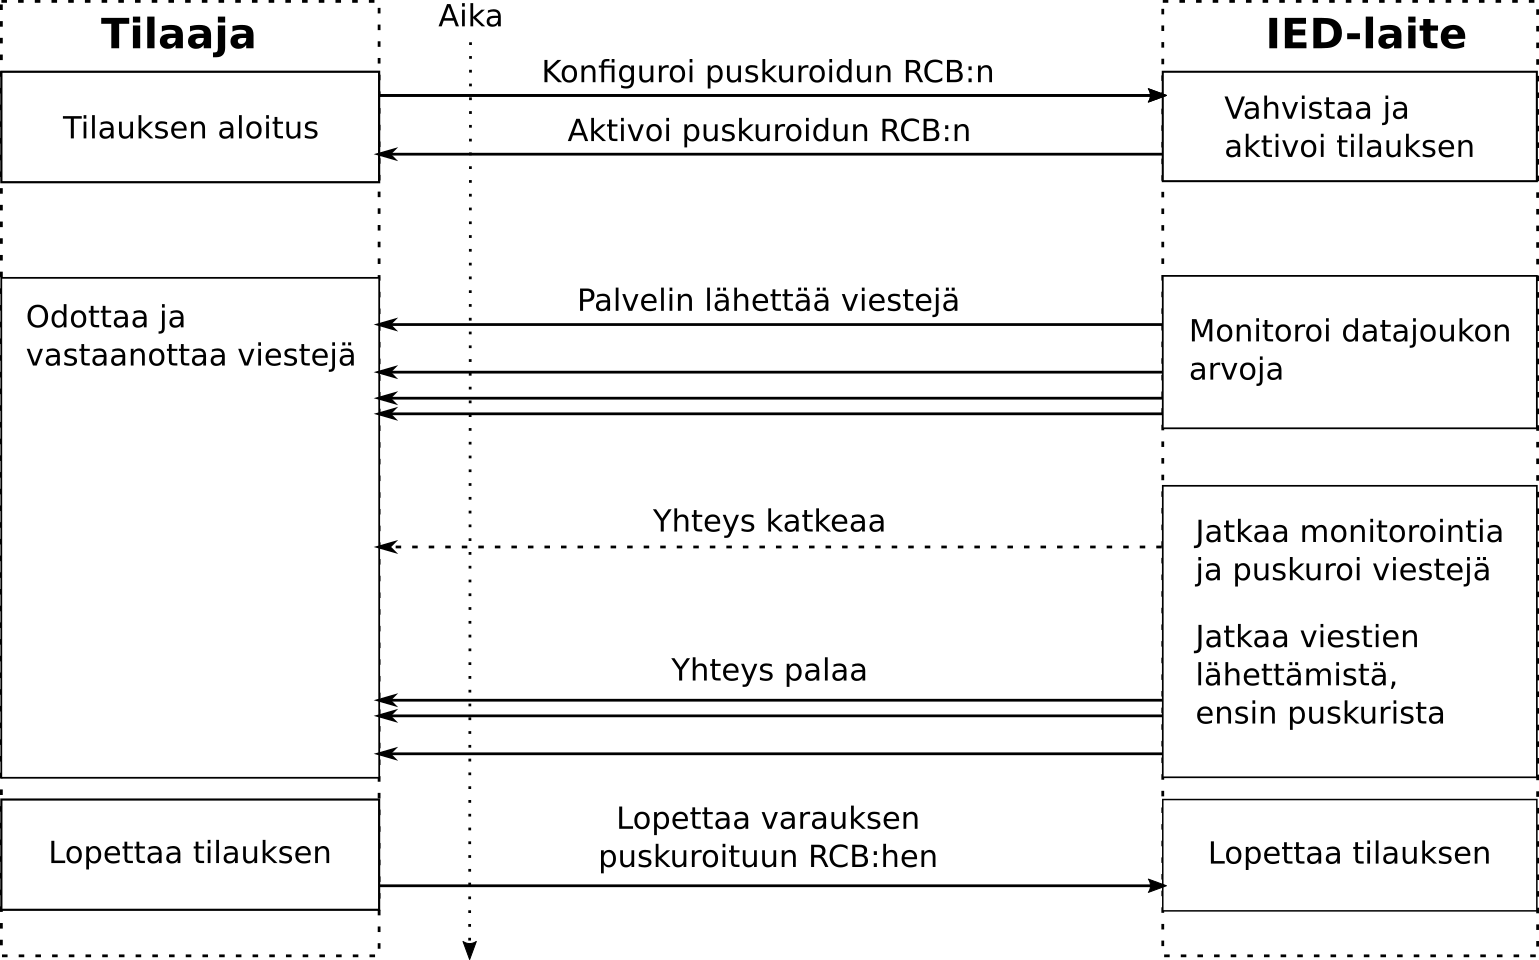 Aika
Tilaaja
IED-laite
Konfiguroi puskuroidun RCB:n
Tilauksen aloitus
Aktivoi puskuroidun RCB:n
Vahvistaa ja
aktivoi tilauksen
Odottaa ja
vastaanottaa viestejä
Palvelin lähettää viestejä
Monitoroi datajoukon
arvoja
Yhteys katkeaa
Jatkaa monitorointia
ja puskuroi viestejä
Yhteys palaa
Jatkaa viestien
lähettämistä,
ensin puskurista
Lopettaa tilauksen
Lopettaa varauksen
puskuroituun RCB:hen
Lopettaa tilauksen